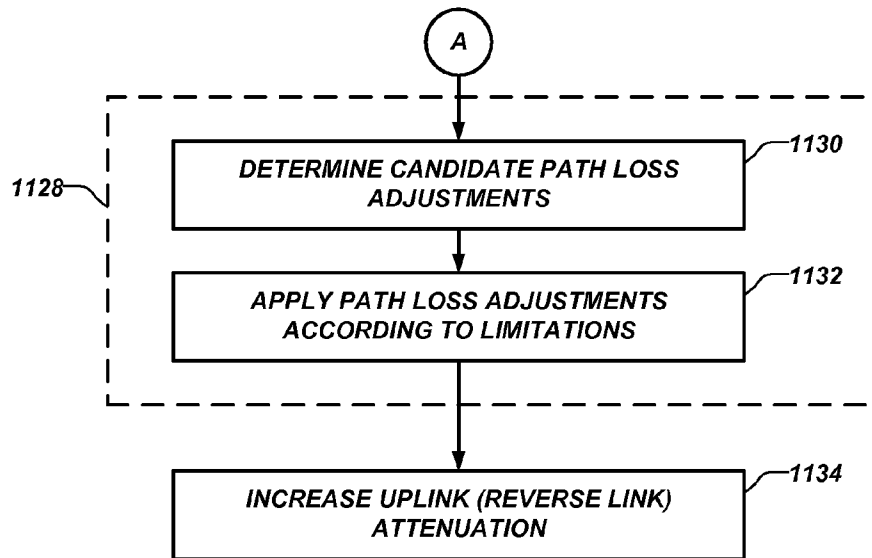 A
1130
DETERMINE CANDIDATE PATH LOSS
ADJUSTMENTS
1128
1132
APPLY PATH LOSS ADJUSTMENTS
ACCORDING TO LIMITATIONS
1134
INCREASE UPLINK (REVERSE LINK)
ATTENUATION